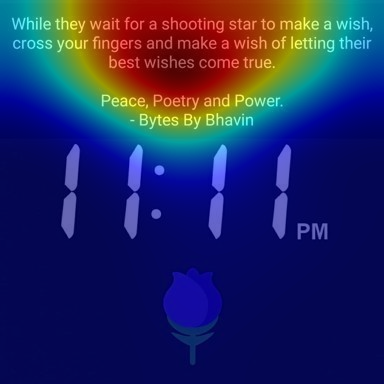 While they wait for a shooting star to make a wish,
cross your fingers and make a wish of letting their
best wishes come true.
Peace, Poetry and Power.
- Bytes By Bhavin
11:11 PM